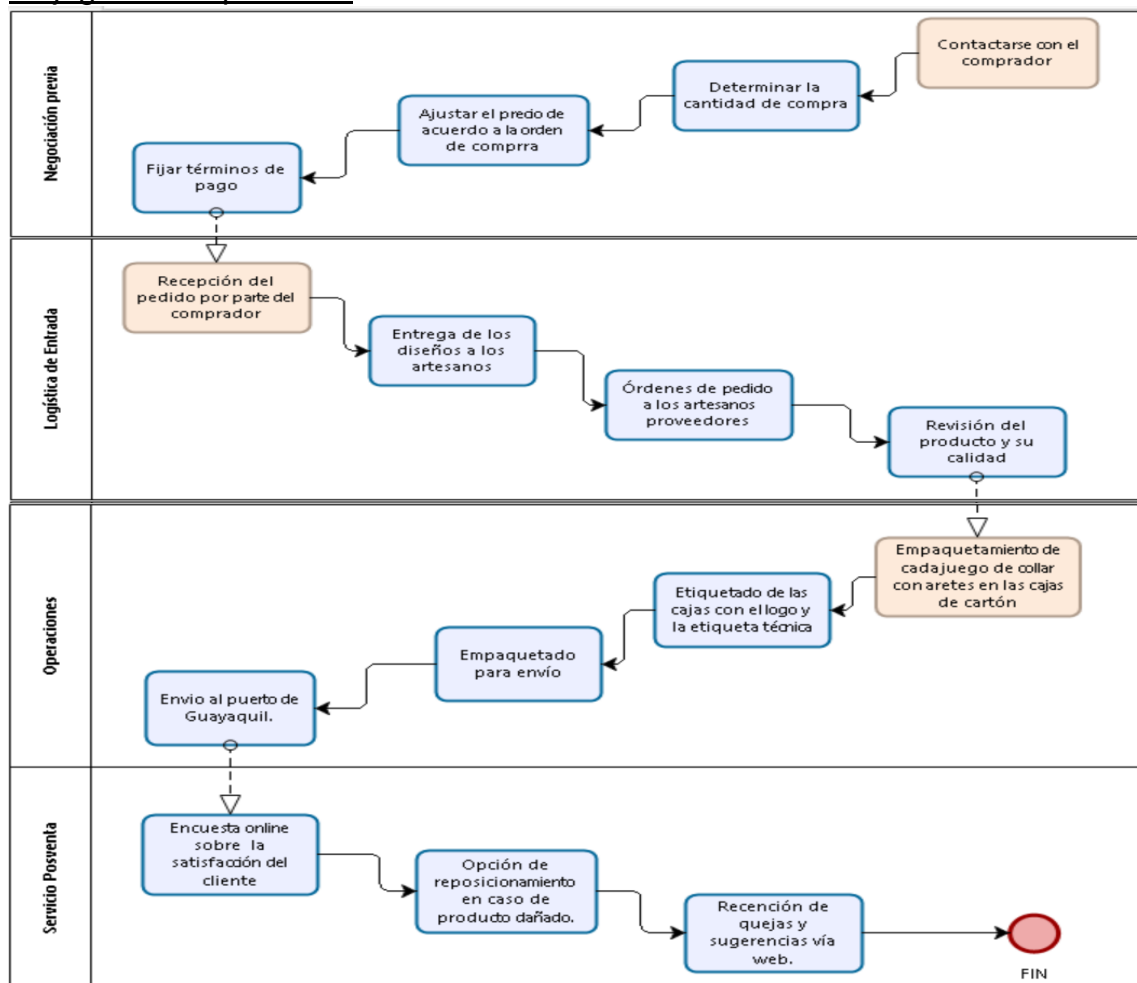 Negociación previa
Contactarse con el
comprador
Determinar la
cantidad de compra
Ajustar el precio de
acuerdo a la orden
de comprra
Fijar términos de
pago
Logística de Entrada
Recepción del
pedido por parte del
comprador
Entrega de los
diseños a los
artesanos
Órdenes de pedido
a los artesanos
proveedores
Revisión del
producto y su
calidad
Operaciones
Empaquetamiento de
cada juego de collar
con aretes en las cajas
de cartón
Etiquetado de las
cajas con el logo y
la etiqueta técnica
Empaquetado
para envío
Envio al puerto de
Guayaquil.
Servicio Posventa
Encuesta online
sobre la
satisfacción del
cliente
Opción de
reposicionamiento
en caso de
producto dañado.
Recención de
quejas y
sugerencias vía
web.
FIN